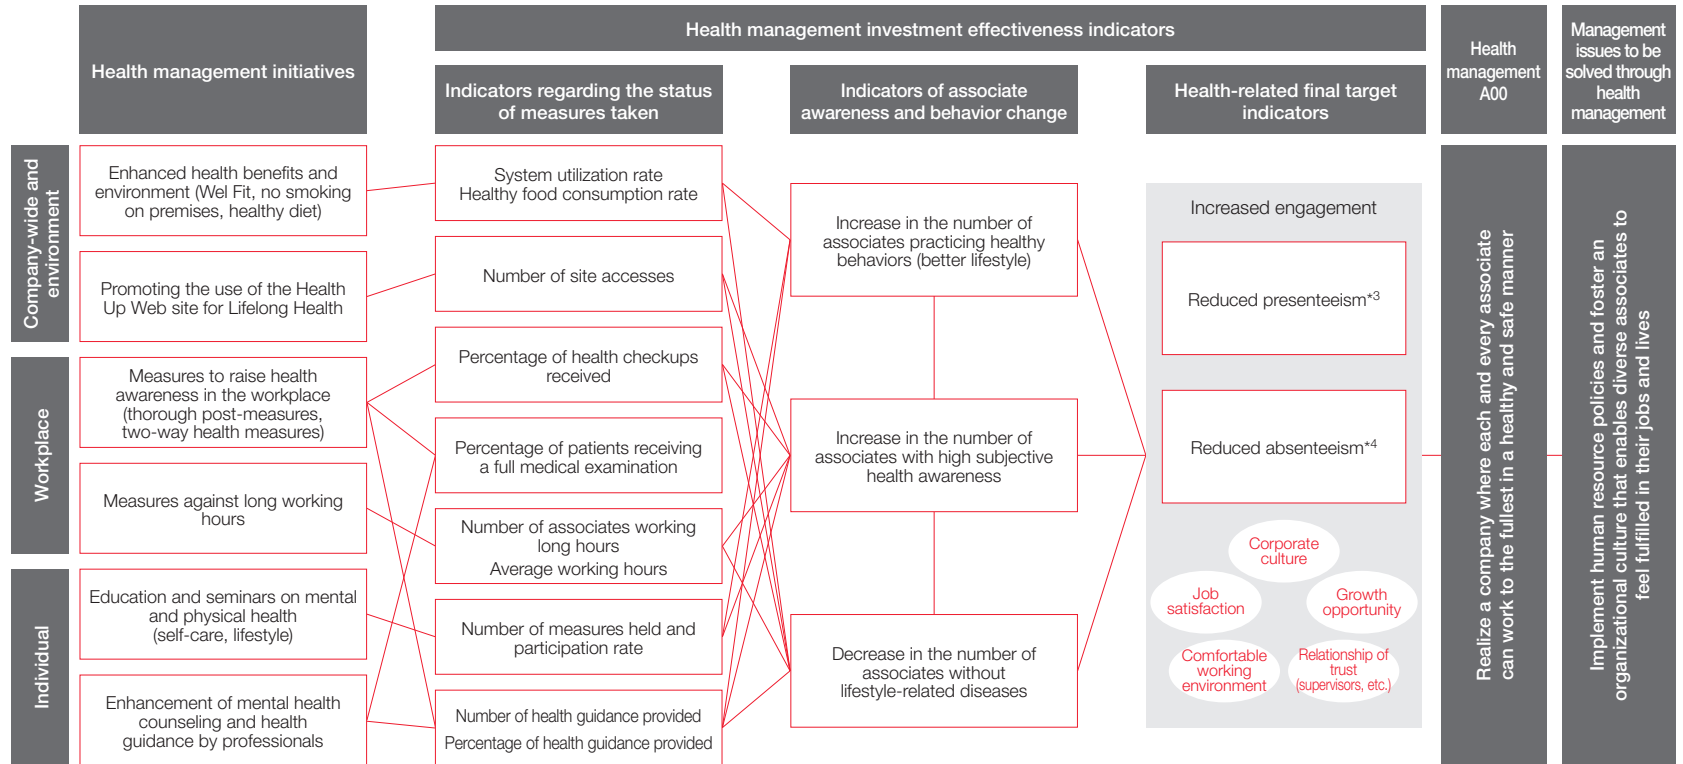 Health management initiatives
Health management investment effectiveness indicators
Indicators regarding the status
of measures taken
Indicators of associate
awareness and behavior change
Health-related final target
indicators
Health
management
A00
Management
issues to be
solved through
health
management
Company-wide and
environment
Enhanced health benefits and
environment (Wel Fit, no smoking
on premises, healthy diet)
Promoting the use of the Health
Up Web site for Lifelong Health
Workplace
Measures to raise health
awareness in the workplace
(thorough post-measures,
two-way health measures)
Measures against long working
hours
Individual
Education and seminars on mental
and physical health
(self-care, lifestyle)
Enhancement of mental health
counseling and health
guidance by professionals
System utilization rate
Healthy food consumption rate
Number of site accesses
Percentage of health checkups
received
Percentage of patients receiving
a full medical examination
Number of associates working
long hours
Average working hours
Number of measures held and
participation rate
Number of health guidance provided
Percentage of health guidance provided
Increase in the number of
associates practicing healthy
behaviors (better lifestyle)
Increase in the number of
associates with high subjective
health awareness
Decrease in the number of
associates without
lifestyle-related diseases
Increased engagement
Reduced presenteeism*3
Reduced absenteeism*4
Corporate
culture
Job
satisfaction
Growth
opportunity
Comfortable
working
environment
Relationship of
trust
(supervisors, etc.)
Realize a company where each and every associate
can work to the fullest in a healthy and safe manner
Implement human resource policies and foster an
organizational culture that enables diverse associates to
feel fulfilled in their jobs and lives